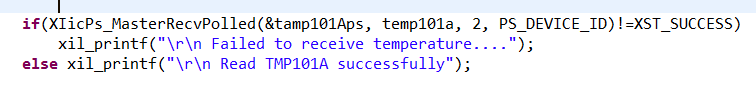 if(XIicPs_MasterRecvPolled(&tamp101Aps, temp101a, 2, PS_DEVICE_ID)!=XST_SUCCESS)
xil_printf("\r\n Failed to receive temperature....");
else xil_printf("\r\n Read TMP101A successfully");